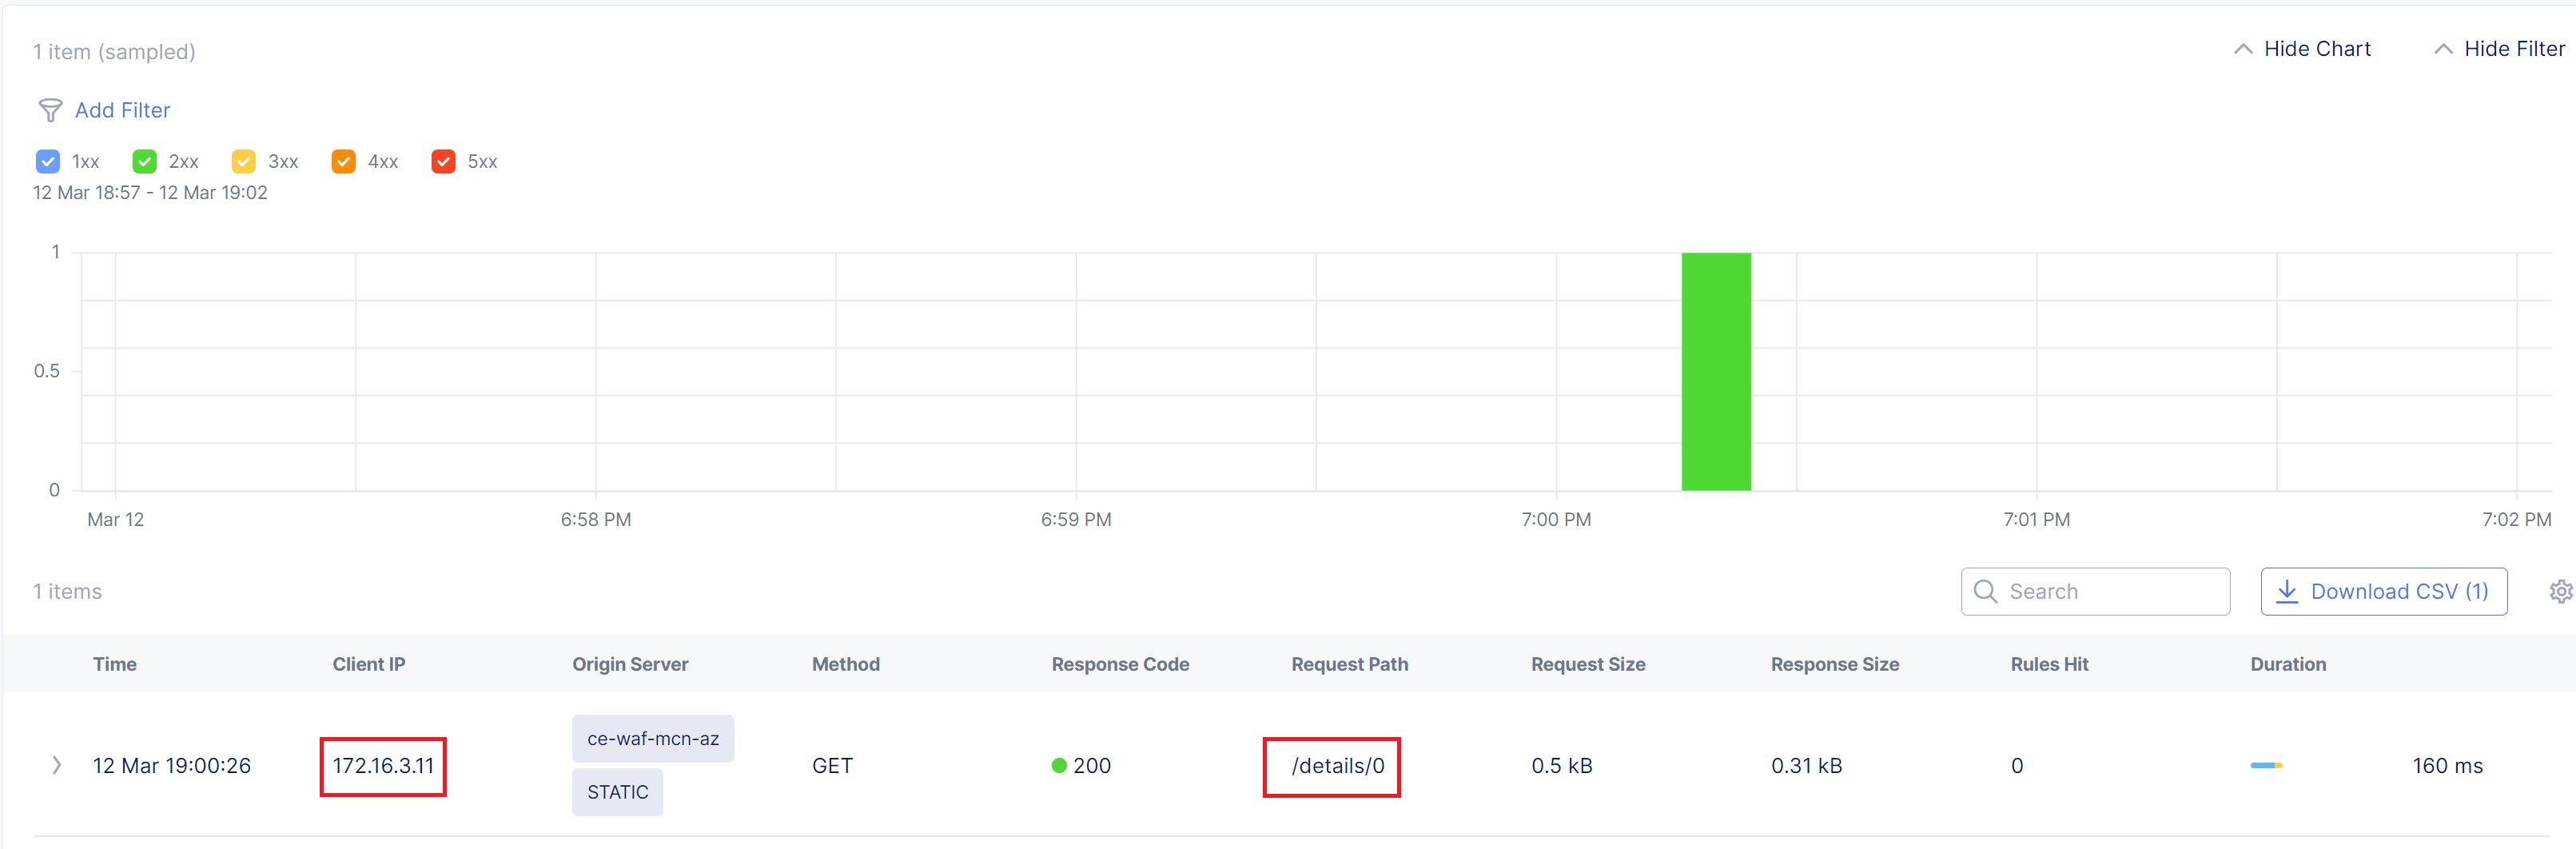 1 item (sampled)
Hide Chart
Hide Filter
Add Filter
1xx 2xx 3xx 4xx 5xx
12 Mar 18:57 - 12 Mar 19:02
1
0.5
0
Mar 12 6:58 PM 6:59 PM 7:00 PM 7:01 PM 7:02 PM
1 items
Search
Download CSV (1)
Time Client IP Origin Server Method Response Code Request Path Request Size Response Size Rules Hit Duration
12 Mar 19:00:26 172.16.3.11 ce-waf-mcn-az STATIC GET 200 /details/0 0.5 kB 0.31 kB 0 160 ms